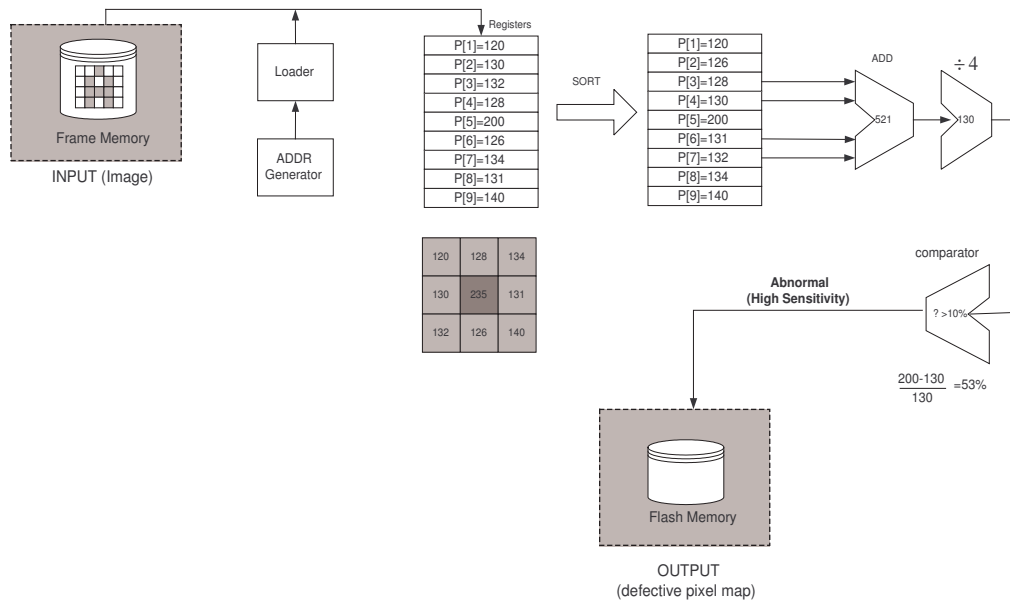 Frame Memory
INPUT (Image)
Loader
ADDR
Generator
Registers
P[1]=120
P[2]=130
P[3]=132
P[4]=128
P[5]=200
P[6]=126
P[7]=134
P[8]=131
P[9]=140
SORT
P[1]=120
P[2]=126
P[3]=128
P[4]=130
P[5]=200
P[6]=131
P[7]=132
P[8]=134
P[9]=140
ADD
521
÷4
130
120 128 134
130 235 131
132 126 140
comparator
? >10%
200-130
130
=53%
Abnormal
(High Sensitivity)
Flash Memory
OUTPUT
(defective pixel map)